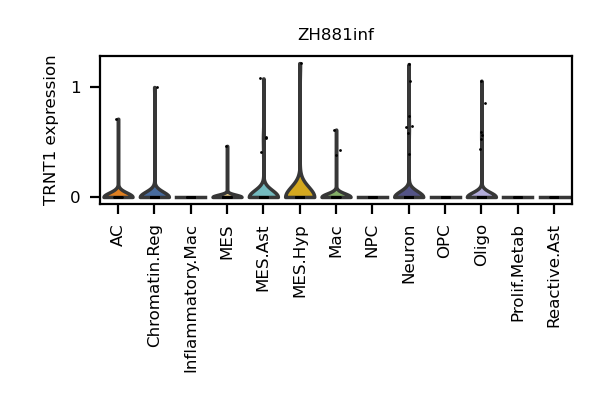 ZH881inf
TRNT1 expression
1
0
AC
Chromatin.Reg
Inflammatory.Mac
MES
MES.Ast
MES.Hyp
Mac
NPC
Neuron
OPC
Oligo
Prolif.Metab
Reactive.Ast